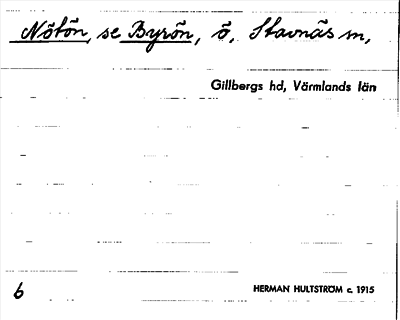 Nötön, se Byrön, ö, Stavnäs sn,
Gillbergs hd, Värmlands län
6
HERMAN HULTSTRÖM c. 1915